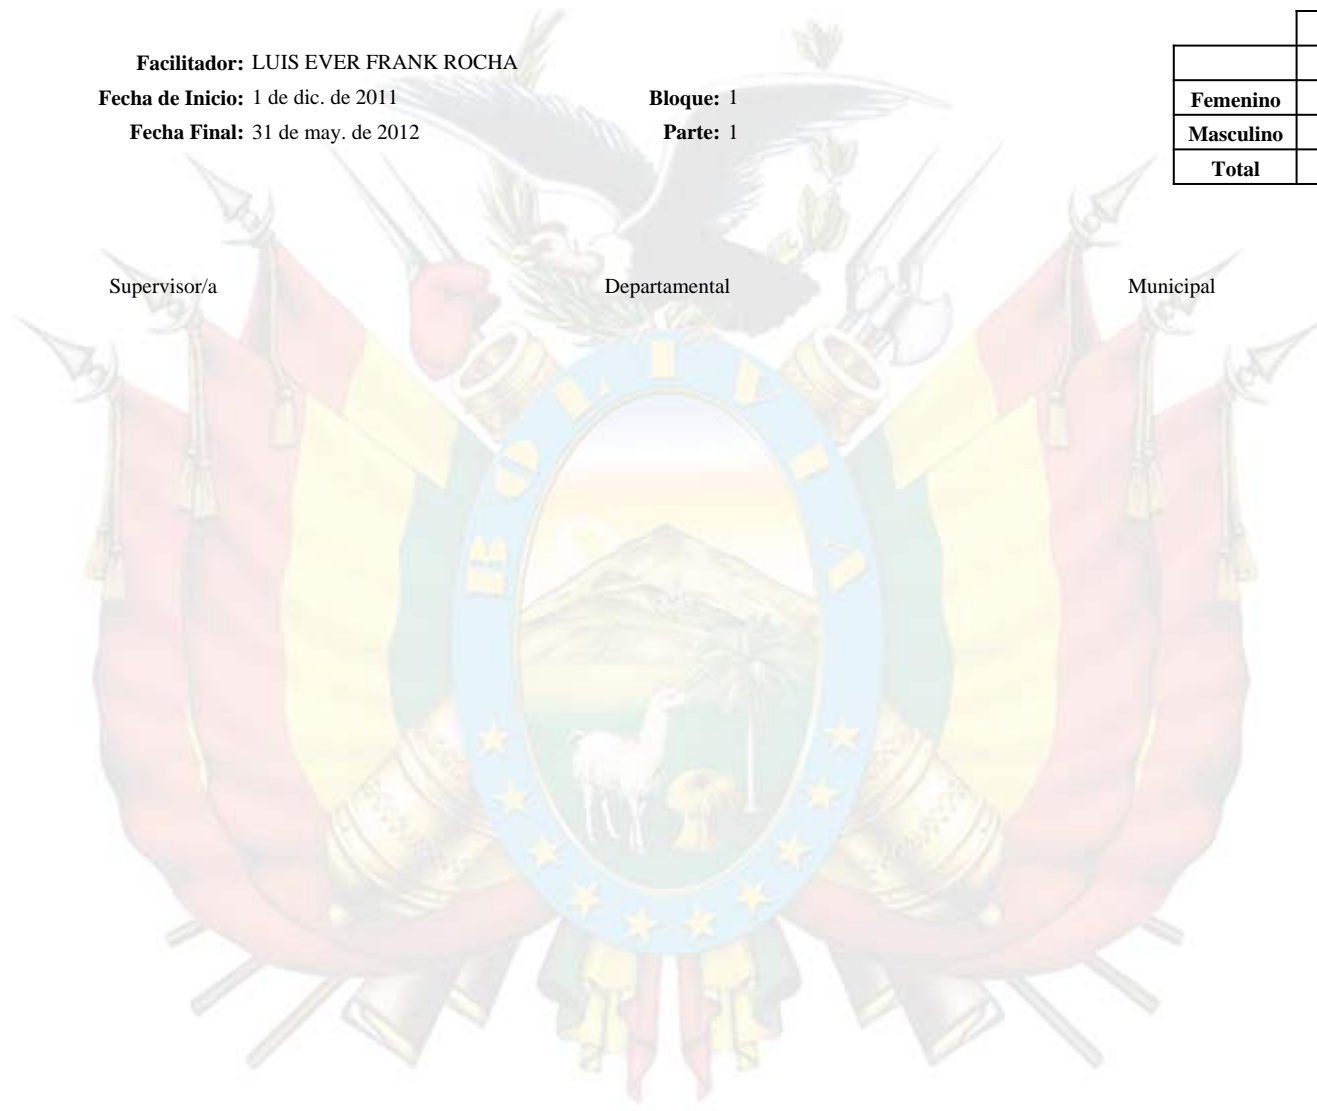 Facilitador: LUIS EVER FRANK ROCHA
Fecha de Inicio: 1 de dic. de 2011 Bloque: 1
Fecha Final: 31 de may. de 2012 Parte: 1
Femenino
Masculino
Total
Supervisor/a Departamental Municipal
BOLIVIA